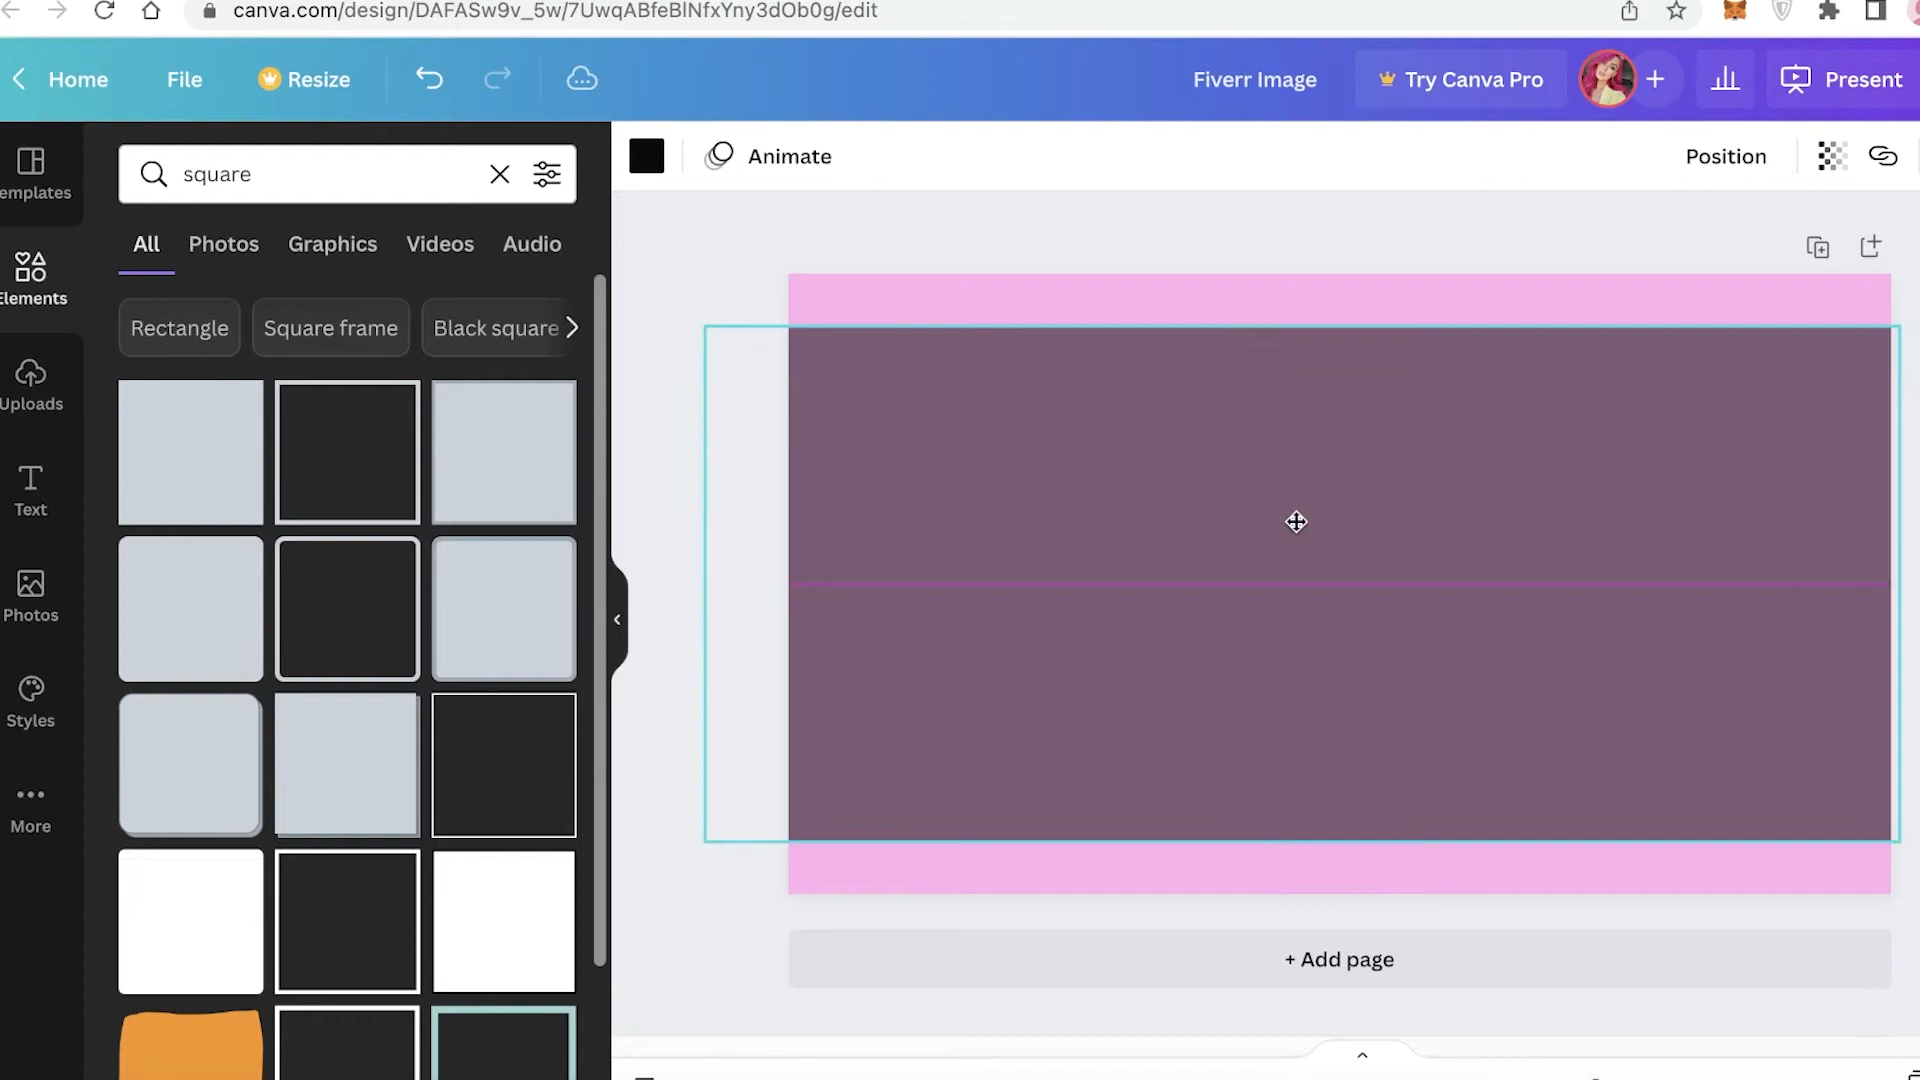 canva.com/design/DAFASw9v_5w/7UwqABfeBlNfxYny3dOb0g/edit
Home File Resize Fiverr Image Try Canva Pro + Present
square
Animate Position
All Photos Graphics Videos Audio
Rectangle Square frame Black square
emplates
Elements
Uploads
Text
Photos
Styles
More
+ Add page